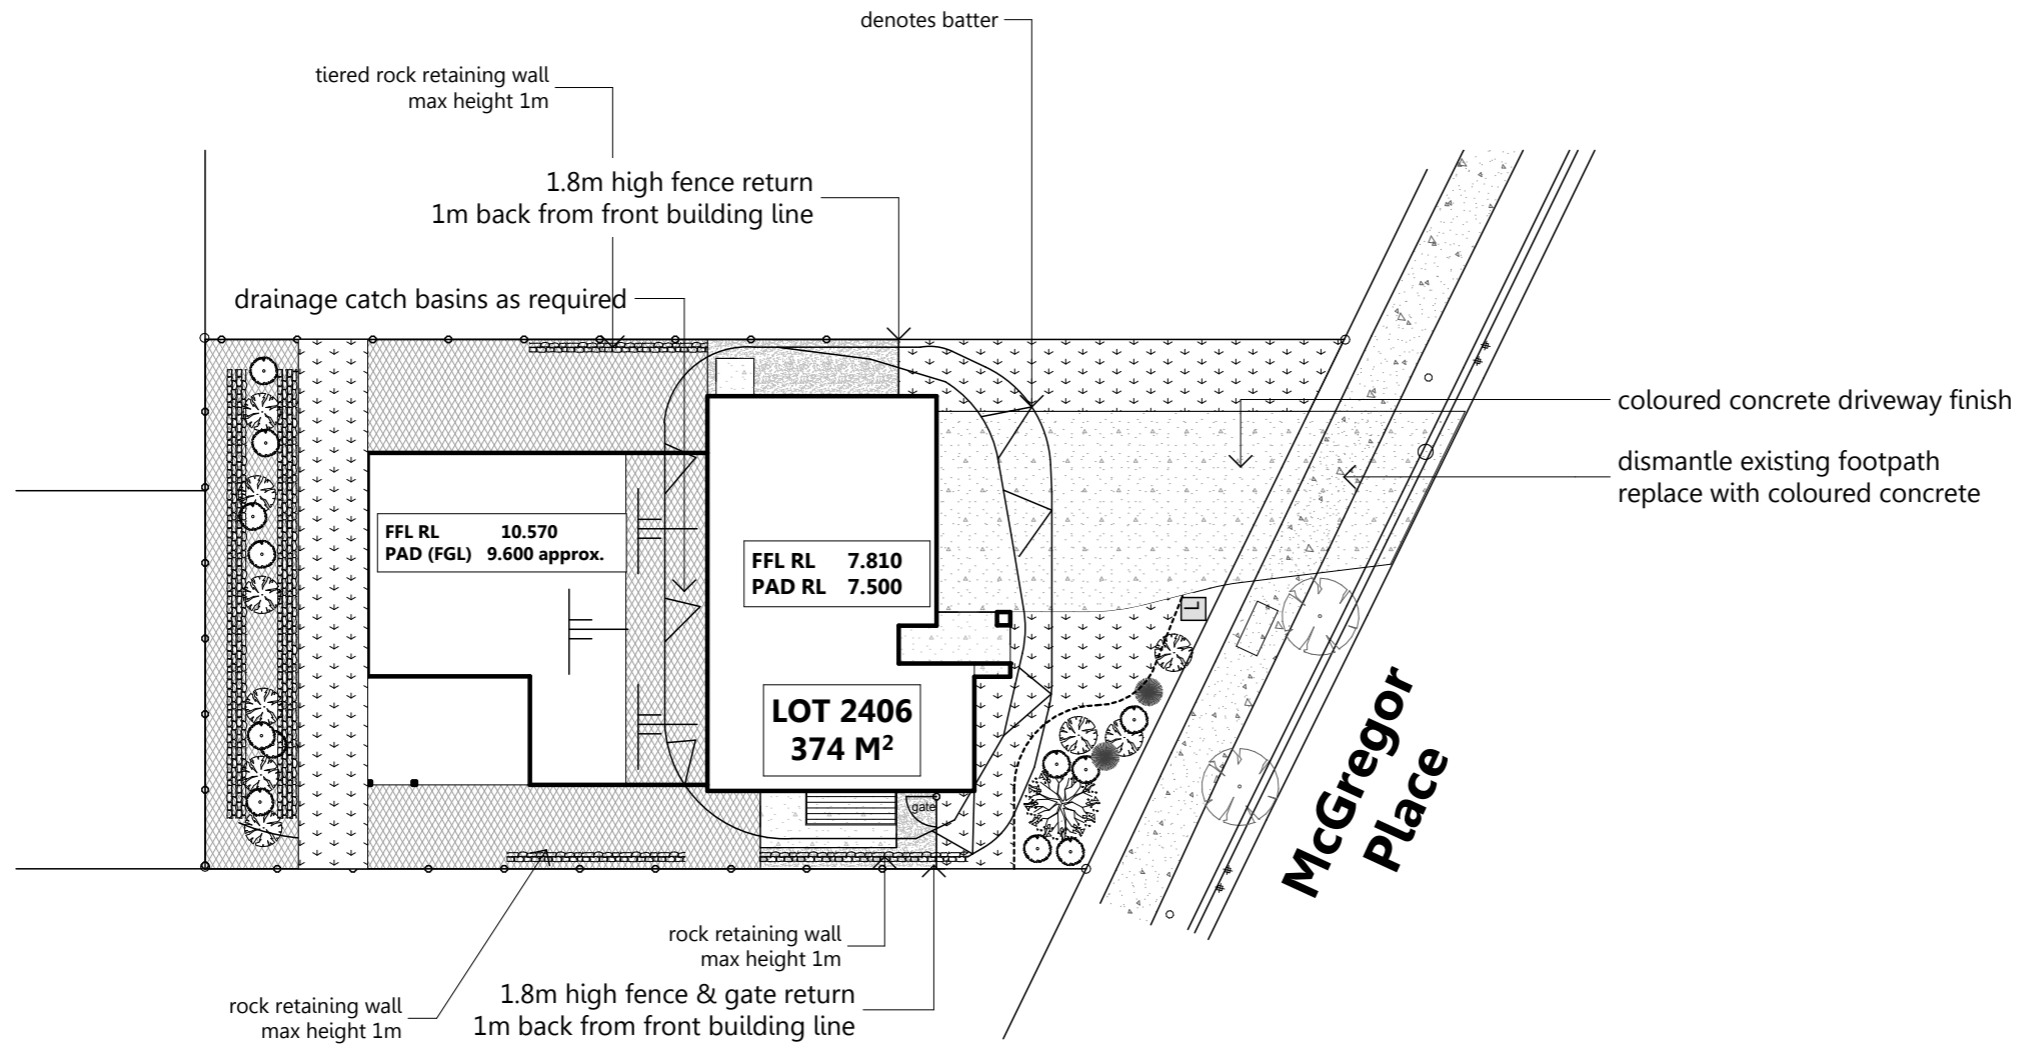 denotes batter
tiered rock retaining wall
max height 1m
1.8m high fence return
1m back from front building line
drainage catch basins as required
coloured concrete driveway finish
dismantle existing footpath
replace with coloured concrete
FFL RL 10.570
PAD (FGL) 9.600 approx.
FFL RL 7.810
PAD RL 7.500
L
LOT 2406
374 M²
gate
McGregor
Place
rock retaining wall
max height 1m
1.8m high fence & gate return
1m back from front building line
rock retaining wall
max height 1m